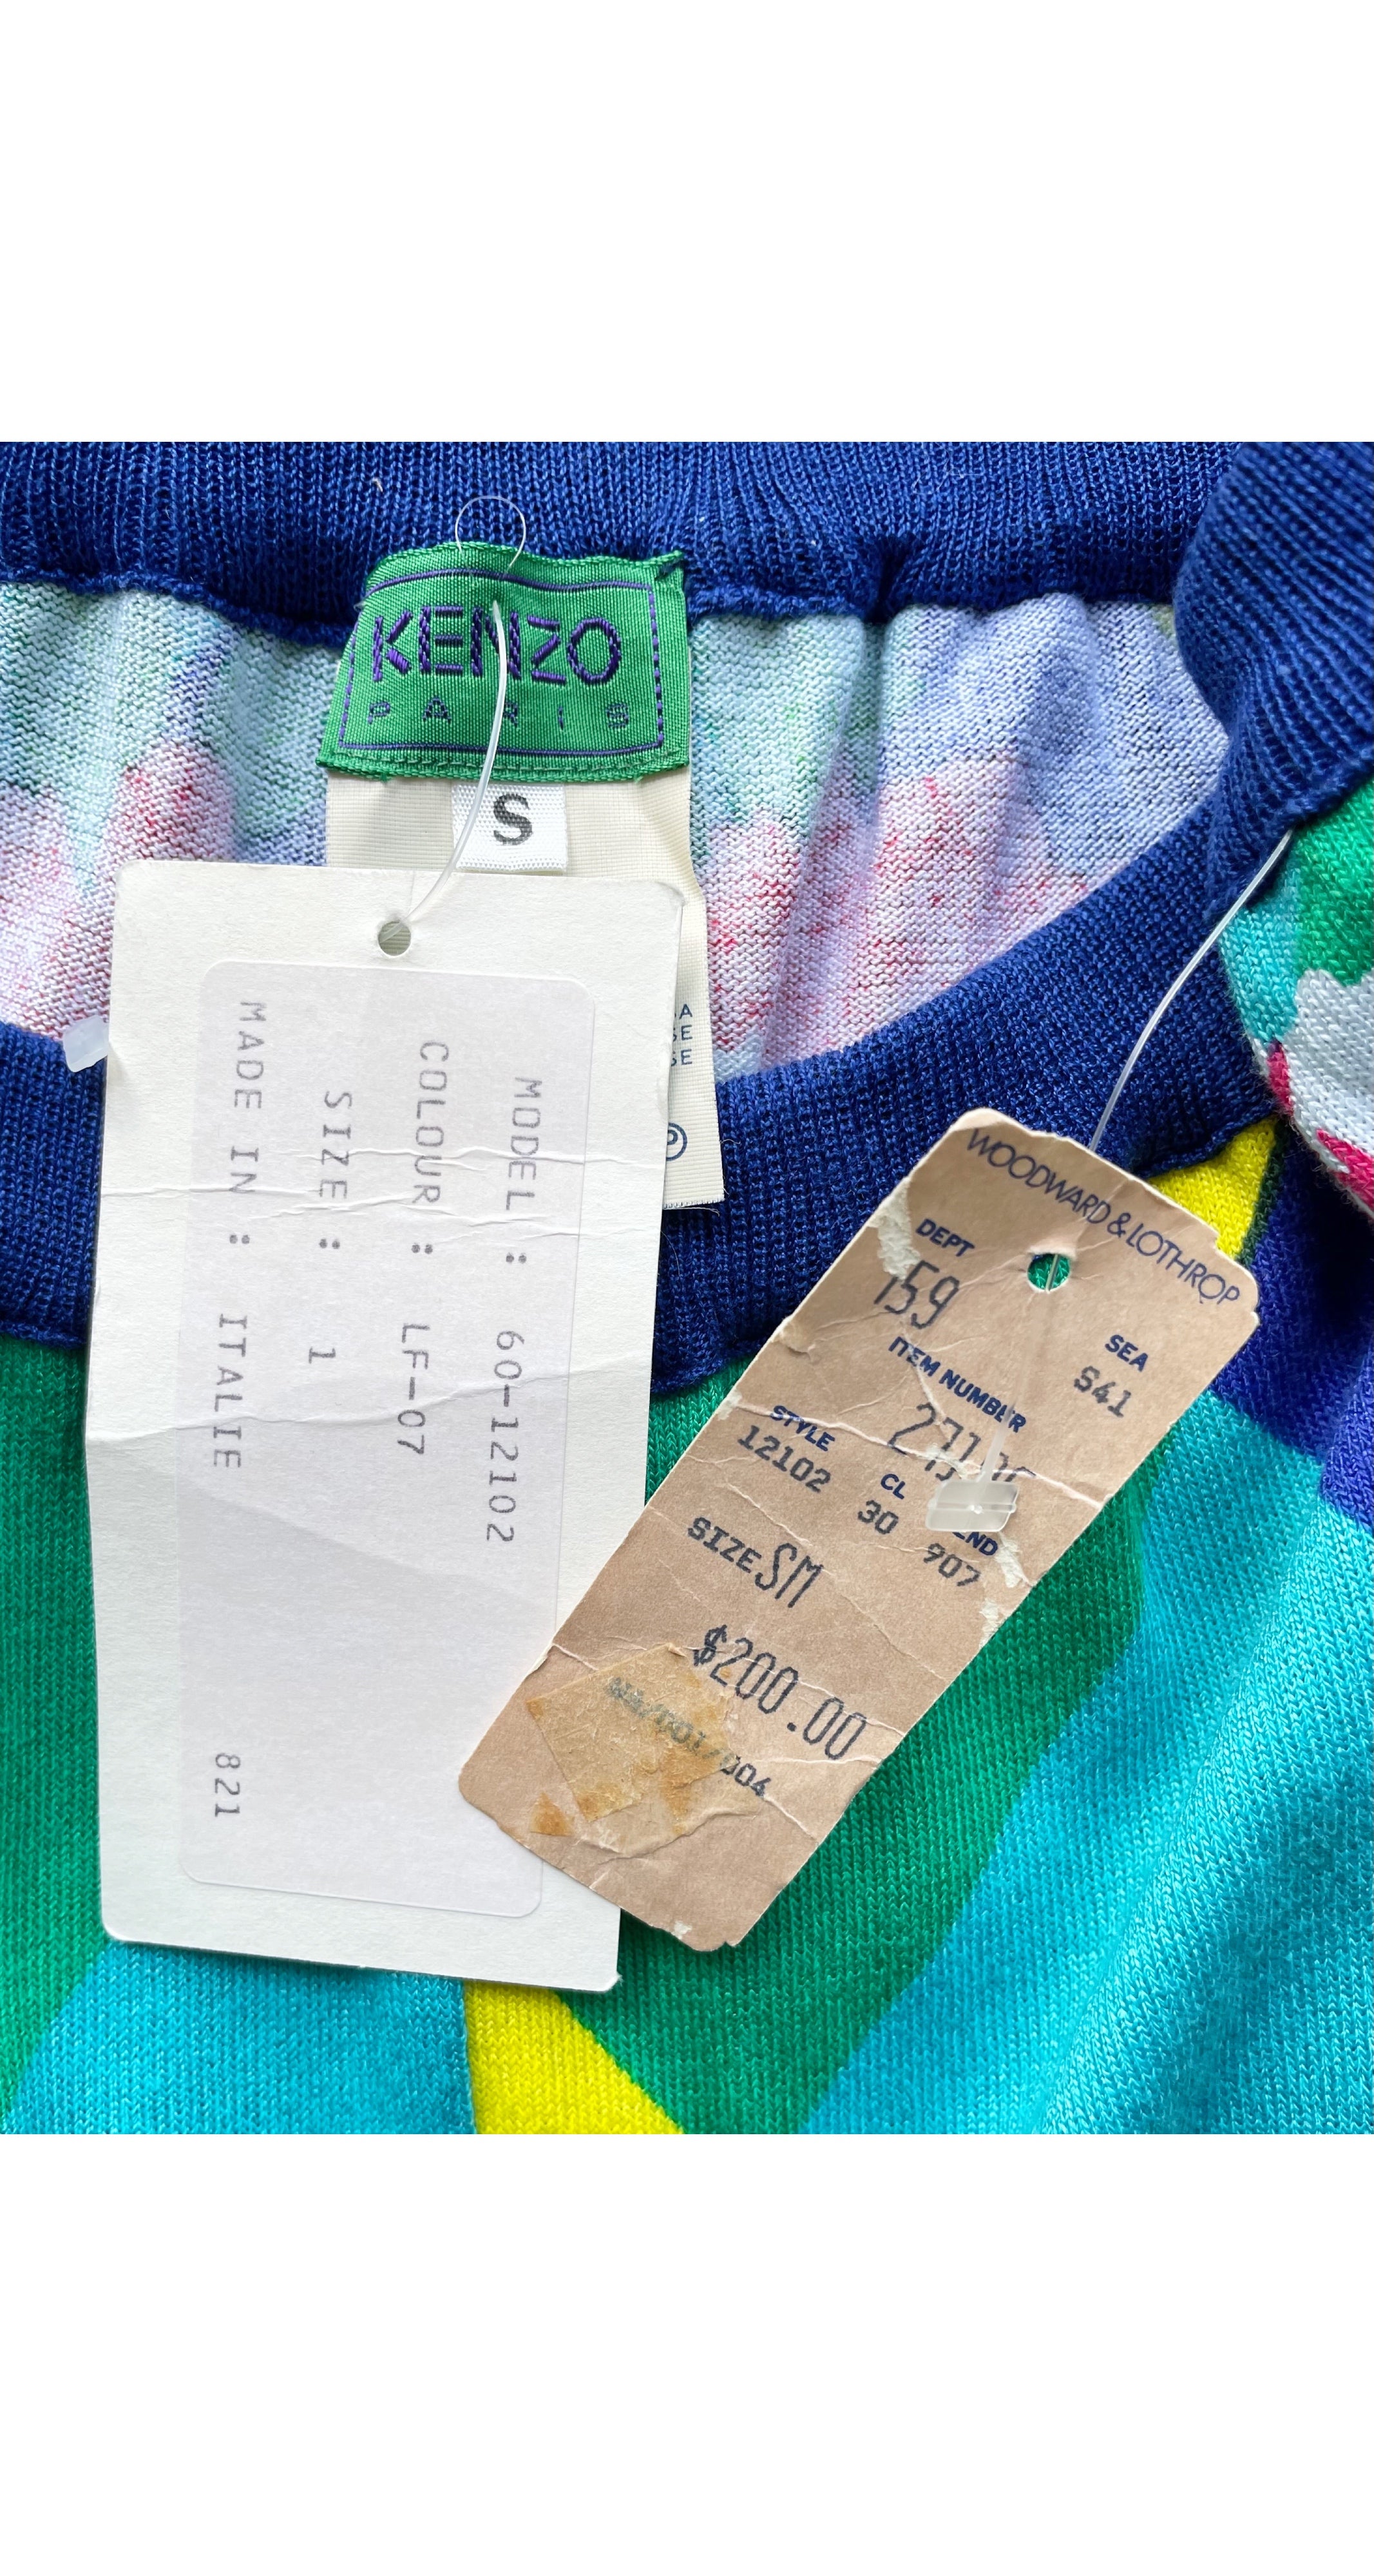 KENZO
PARIS
S
A
E
SE
P
MODEL : 60-12102
COLOUR : LF-07
SIZE : 1
MADE IN : ITALIE 821
WOODWARD & LOTHROP
DEPT SEA
159 S41
ITEM NUMBER
STYLE CL
12102 30 907
SIZE SM
$200.00